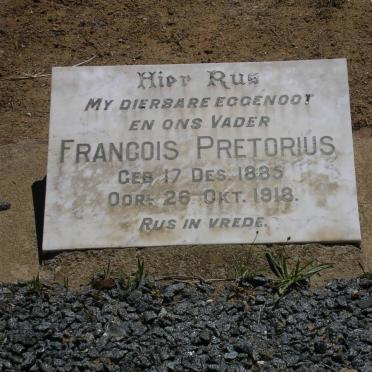 Hier Rus
My dierbare eggenoot
en ons Vader
Francois Pretorius
Geb 17 Des. 1885
Oorl 26 Okt. 1918.
Rus in vrede.